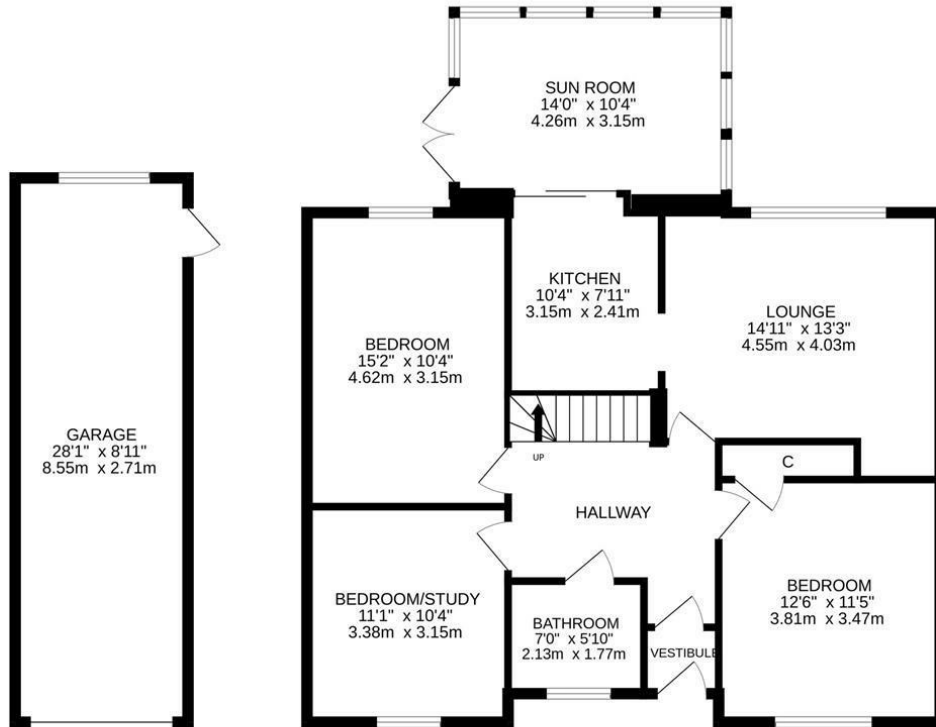 SUN ROOM
14'0" x 10'4"
4.26m x 3.15m
KITCHEN
10'4" x 7'11"
3.15m x 2.41m
LOUNGE
14'11" x 13'3"
4.55m x 4.03m
BEDROOM
15'2" x 10'4"
4.62m x 3.15m
GARAGE
28'1" x 8'11"
8.55m x 2.71m
UP
C
HALLWAY
BEDROOM/STUDY
11'1" x 10'4"
3.38m x 3.15m
BATHROOM
7'0" x 5'10"
2.13m x 1.77m
VESTIBULE
BEDROOM
12'6" x 11'5"
3.81m x 3.47m